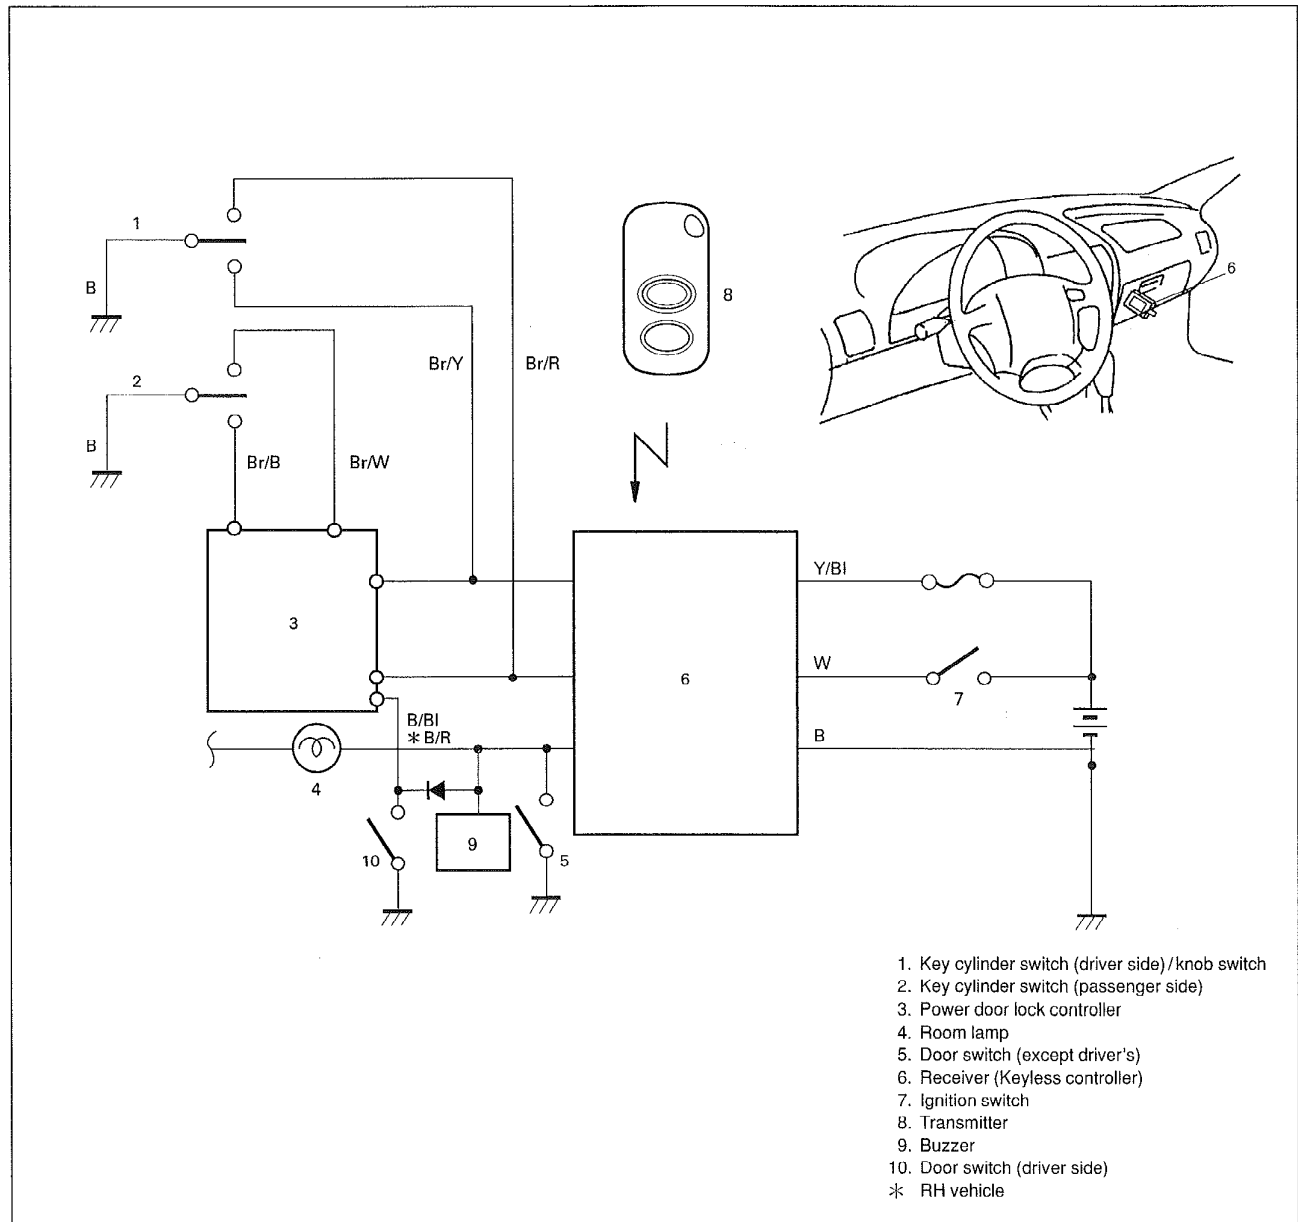 1
B
2
B
Br/Y
Br/R
Br/B
Br/W
8
6
3
6
Y/Bl
W
7
B
B/Bl
* B/R
4
9
10
5
1. Key cylinder switch (driver side)/knob switch
2. Key cylinder switch (passenger side)
3. Power door lock controller
4. Room lamp
5. Door switch (except driver's)
6. Receiver (Keyless controller)
7. Ignition switch
8. Transmitter
9. Buzzer
10. Door switch (driver side)
* RH vehicle